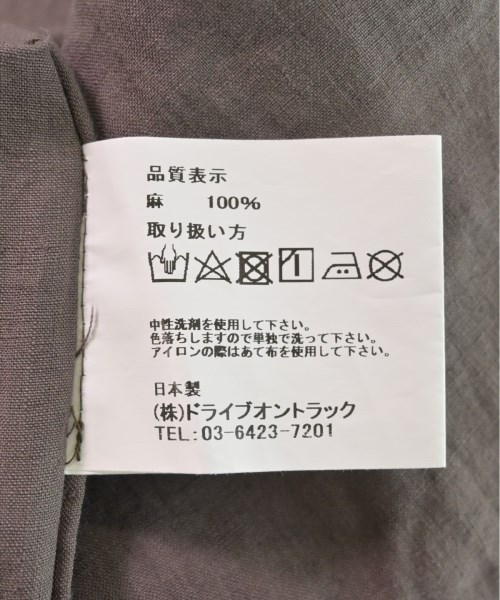 品質表示
麻 100%
取り扱い方
中性洗剤を使用して下さい。
色落ちしますので単独で洗って下さい。
アイロンの際はあて布を使用して下さい。
日本製
(株)ドライブオントラック
TEL:03-6423-7201